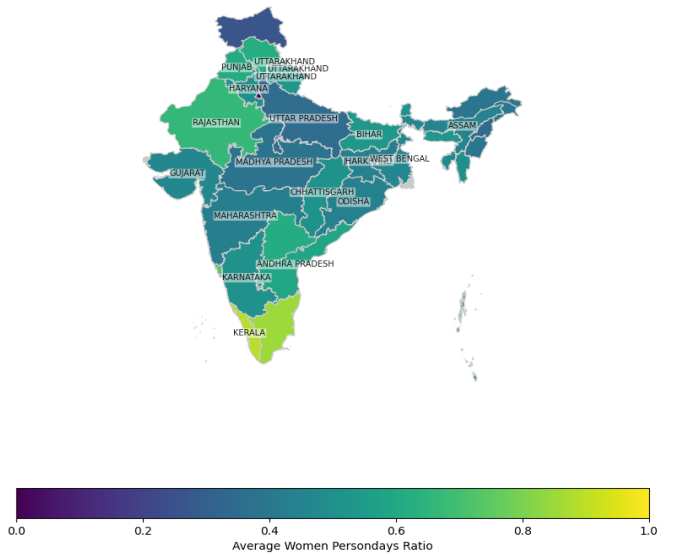 UTTARAKHAND
PUNJAB
UTTARAKHAND
UTTARAKHAND
HARYANA
RAJASTHAN
UTTAR PRADESH
ASSAM
BIHAR
MADHYA PRADESH
WEST BENGAL
GUJARAT
CHHATTISGARH
ODISHA
MAHARASHTRA
ANDHRA PRADESH
KARNATAKA
KERALA
0.0 0.2 0.4 0.6 0.8 1.0
Average Women Persondays Ratio